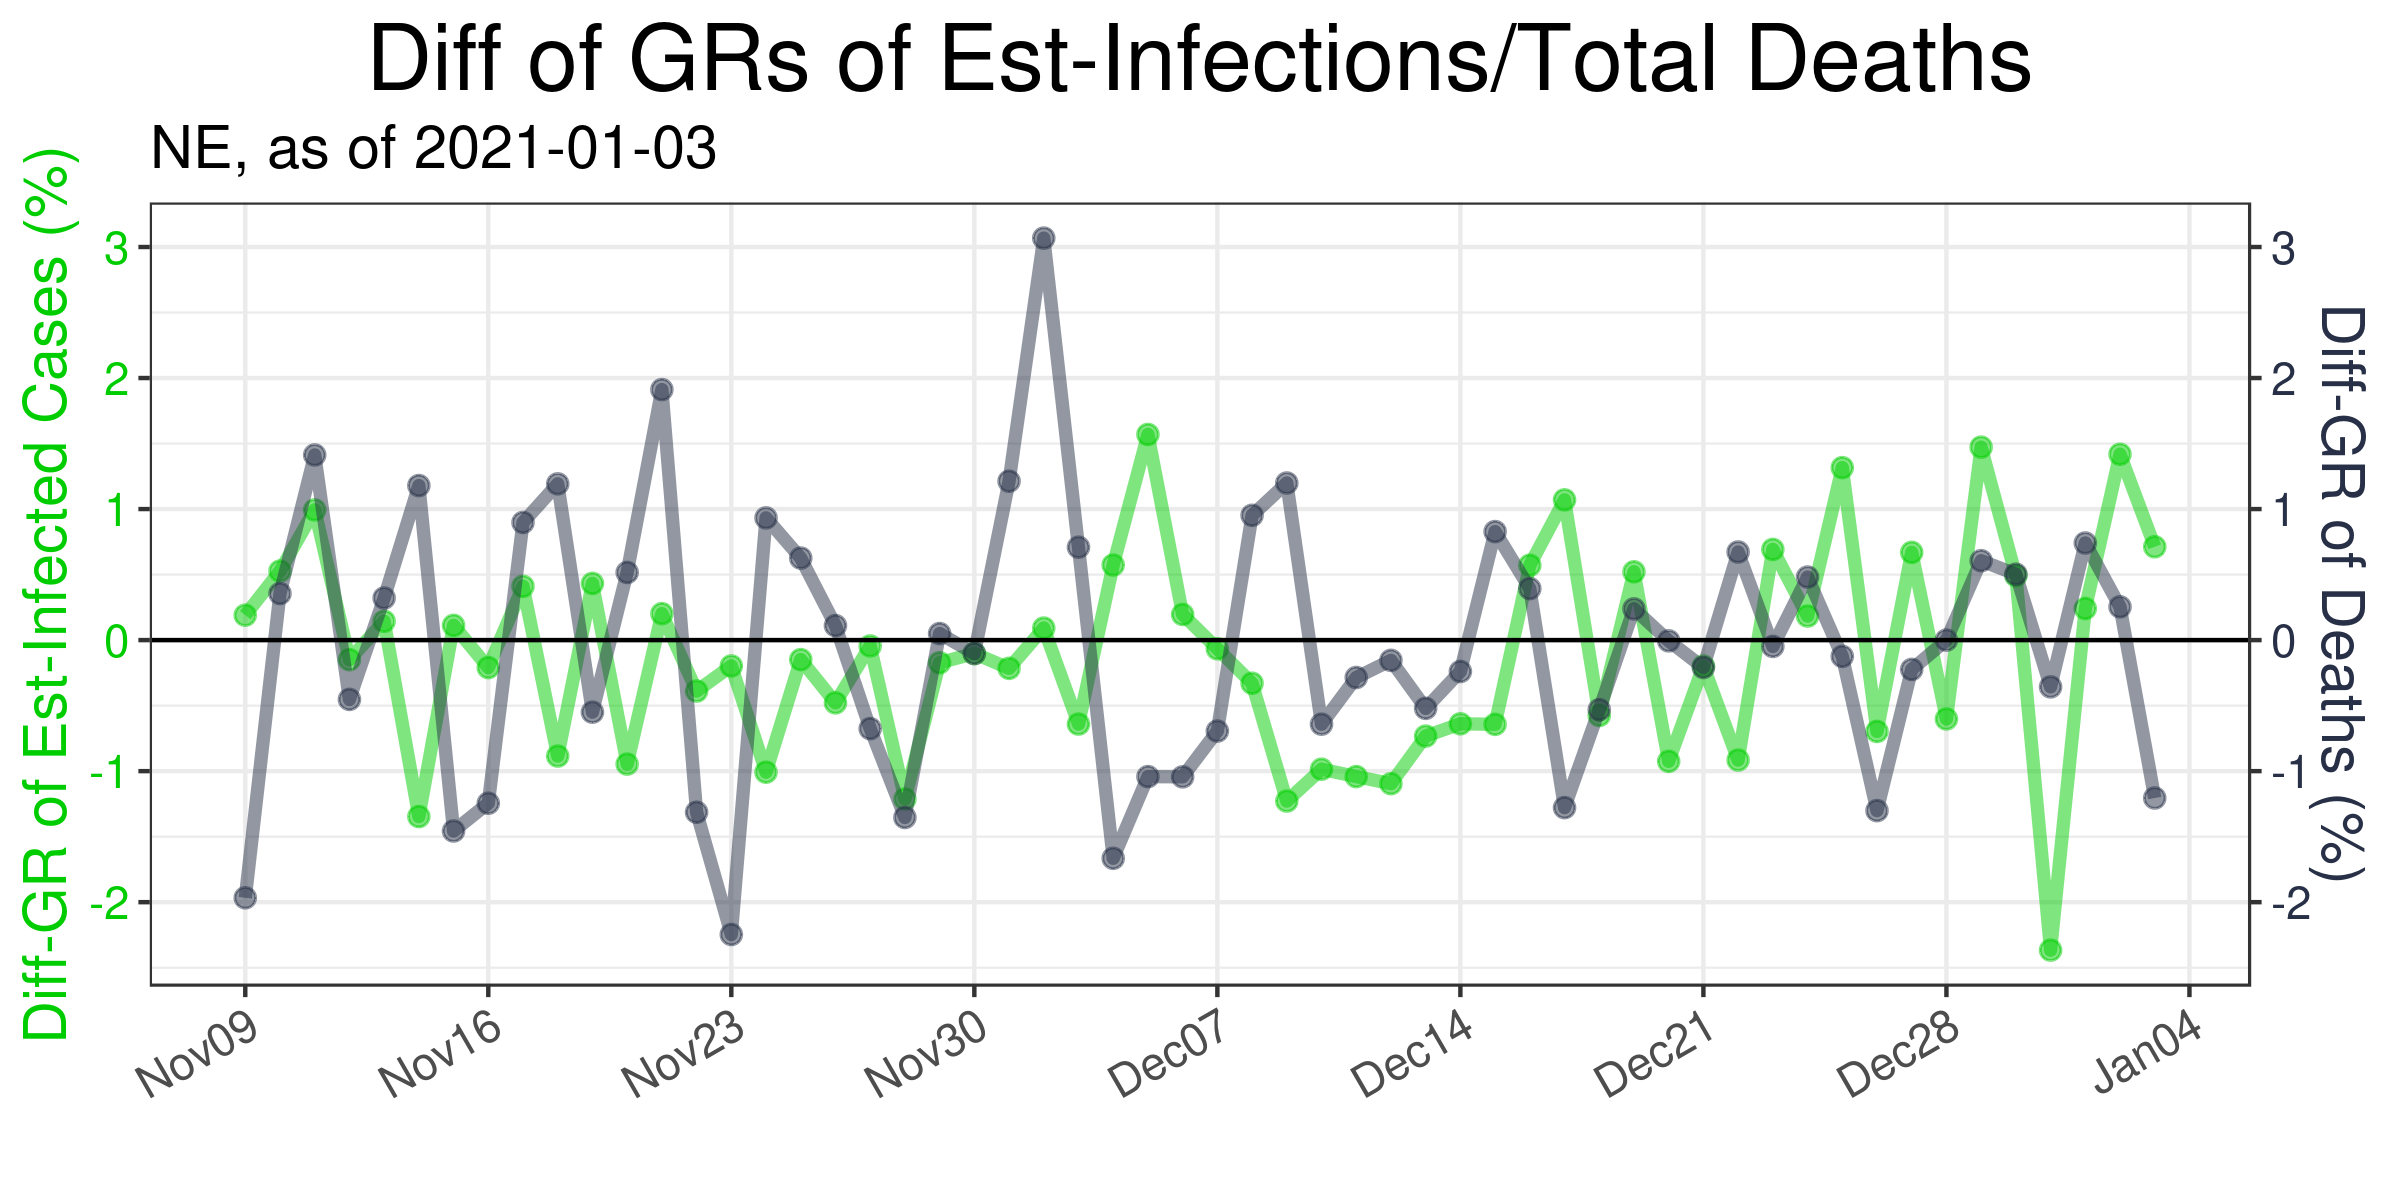 Diff of GRs of Est-Infections/Total Deaths
NE, as of 2021-01-03
Diff-GR of Est-Infected Cases (%)
3
2
1
0
-1
-2
3
2
1
0
-1
-2
Diff-GR of Deaths (%)
Nov09
Nov16
Nov23
Nov30
Dec07
Dec14
Dec21
Dec28
Jan04